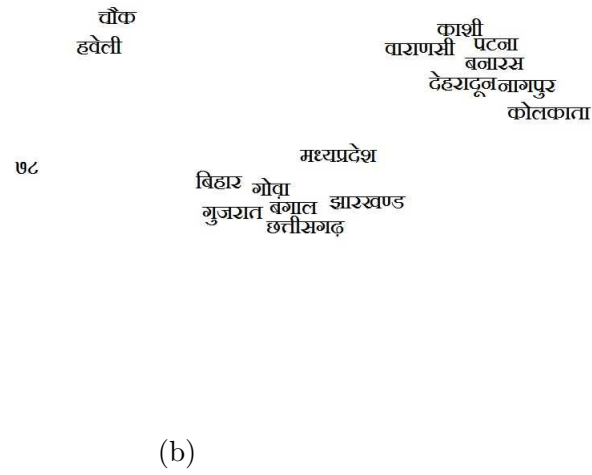 चौक
काशी
हवेली
वाराणसी पटना
बनारस
देहरादून नागपुर
कोलकाता
मध्यप्रदेश
७८
बिहार गोवा
गुजरात बंगाल झारखण्ड
छत्तीसगढ़
(b)